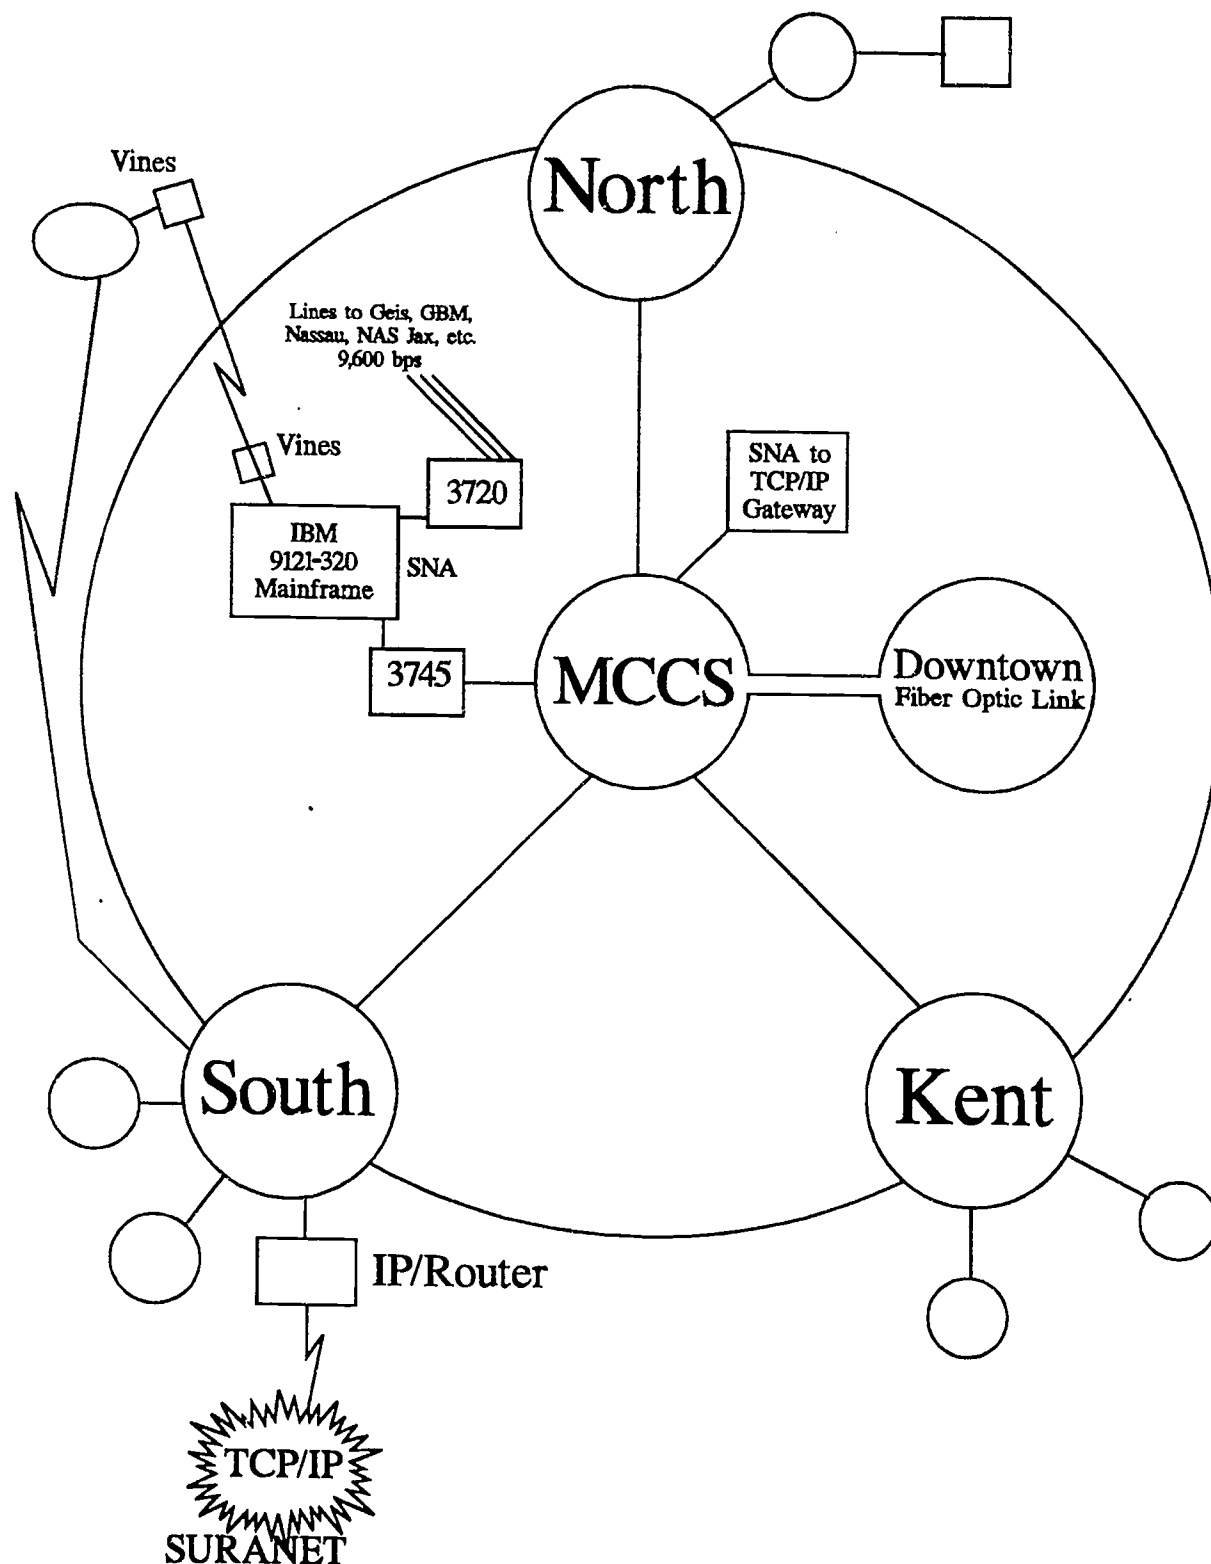 North
Vines
Lines to Geis, GBM,
Nassau, NAS Jax, etc.
9,600 bps
Vines
3720
SNA to
TCP/IP
Gateway
IBM
9121-320
Mainframe
SNA
3745
MCCS
Downtown
Fiber Optic Link
South
Kent
IP/Router
TCP/IP
SURANET